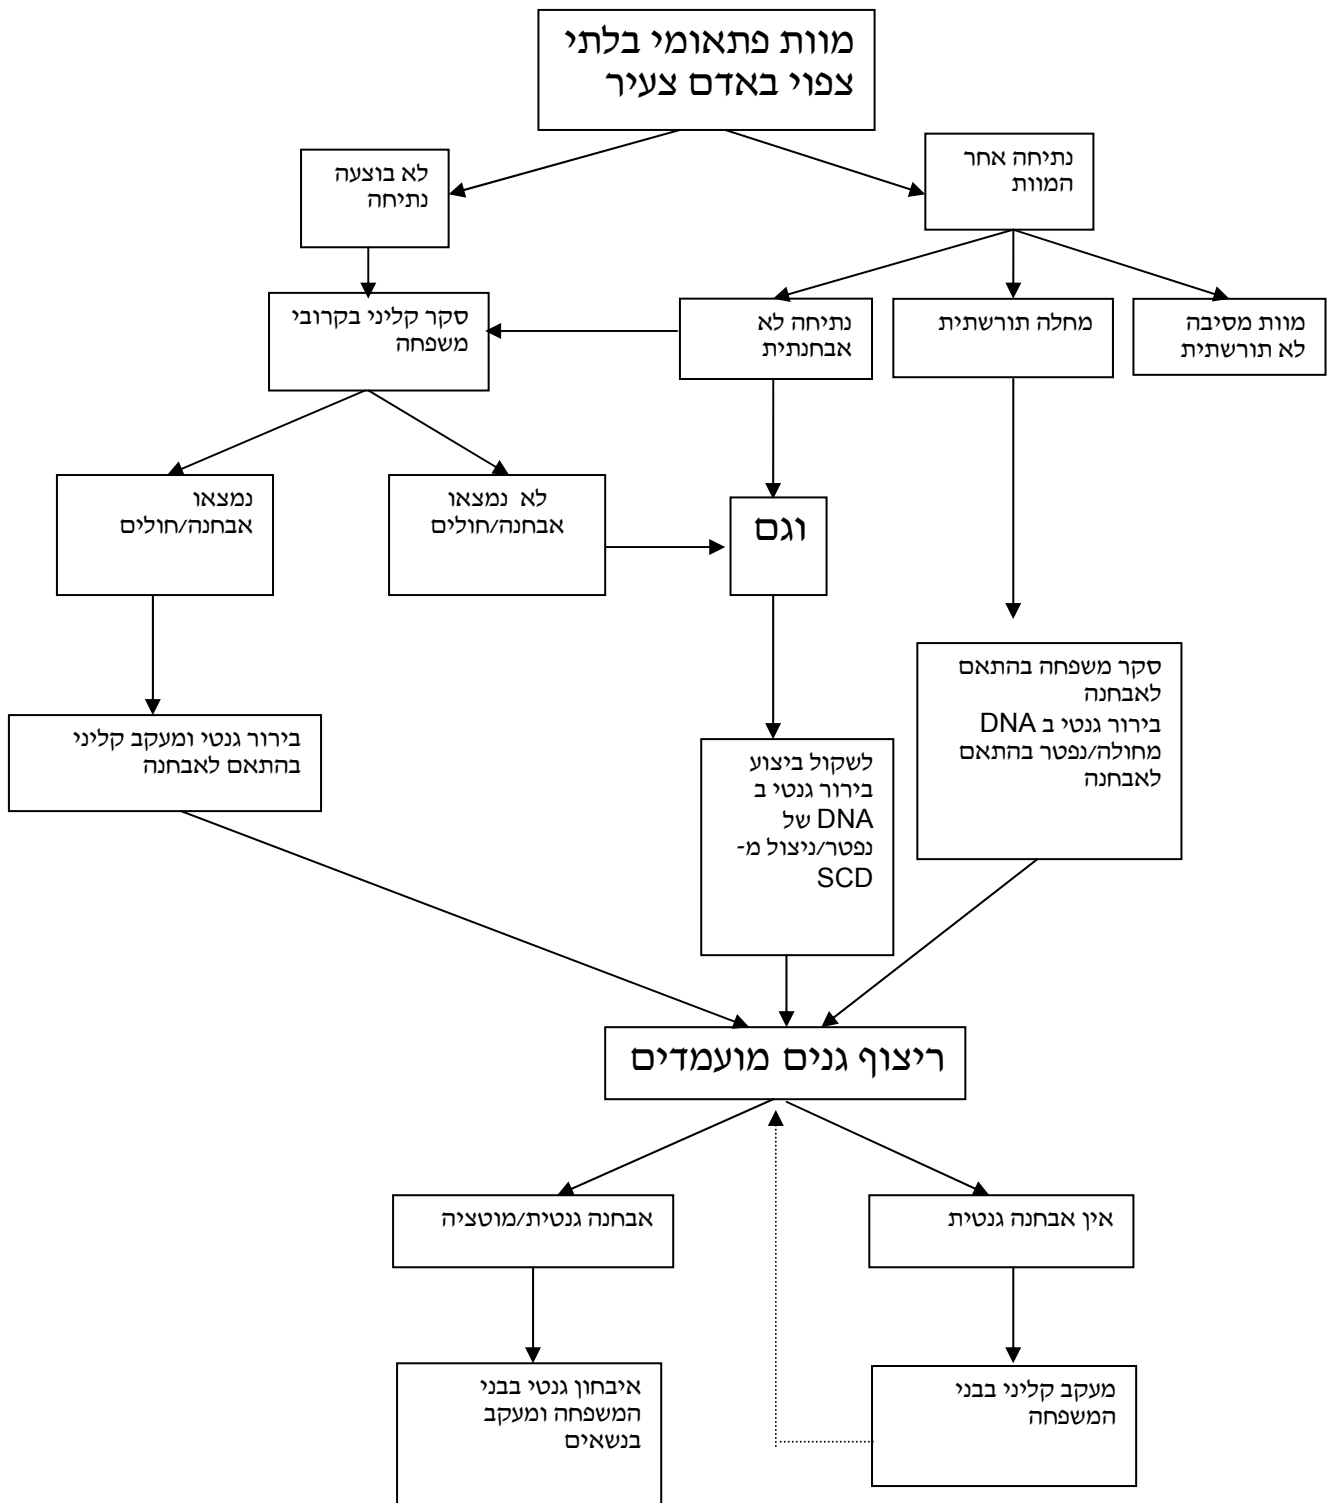 מוות פתאומי בלתי
צפוי באדם צעיר
נתיחה אחר
המוות
לא בוצעה
נתיחה
מוות מסיבה
לא תורשתית
מחלה תורשתית
נתיחה לא
אבחנתית
סקר קליני בקרובי
משפחה
וגם
לא נמצאו
אבחנה/חולים
נמצאו
אבחנה/חולים
סקר משפחה בהתאם
לאבחנה
בירור גנטי ב DNA
מחולה/נפטר בהתאם
לאבחנה
לשקול ביצוע
בירור גנטי ב
DNA של
נפטר/ניצול מ-
SCD
בירור גנטי ומעקב קליני
בהתאם לאבחנה
ריצוף גנים מועמדים
אין אבחנה גנטית
אבחנה גנטית/מוטציה
מעקב קליני בבני
המשפחה
איבחון גנטי בבני
המשפחה ומעקב
בנשאים